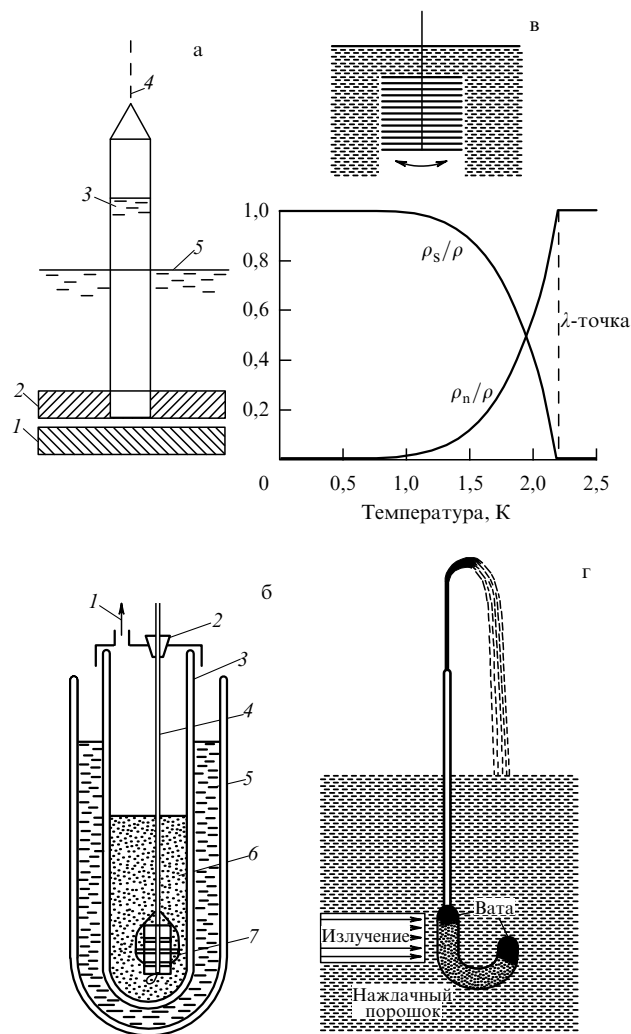 а
4
3
5
2
1
в
1,0
0,8
0,6
0,4
0,2
0
ρs/ρ
ρn/ρ
λ-точка
0,5
1,0
1,5
2,0
2,5
Температура, К
б
1
2
3
4
5
6
7
г
Вата
Излучение
Наждачный
порошок